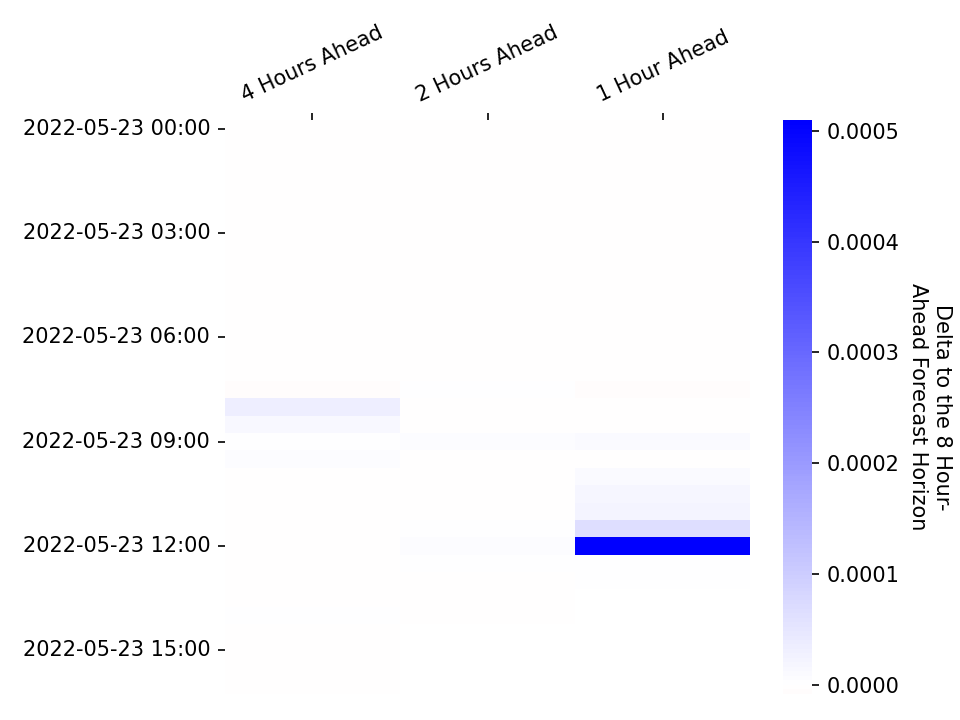 4 Hours Ahead
2 Hours Ahead
1 Hour Ahead
2022-05-23 00:00
2022-05-23 03:00
2022-05-23 06:00
2022-05-23 09:00
2022-05-23 12:00
2022-05-23 15:00
0.0005
0.0004
0.0003
0.0002
0.0001
0.0000
Delta to the 8 Hour-
Ahead Forecast Horizon